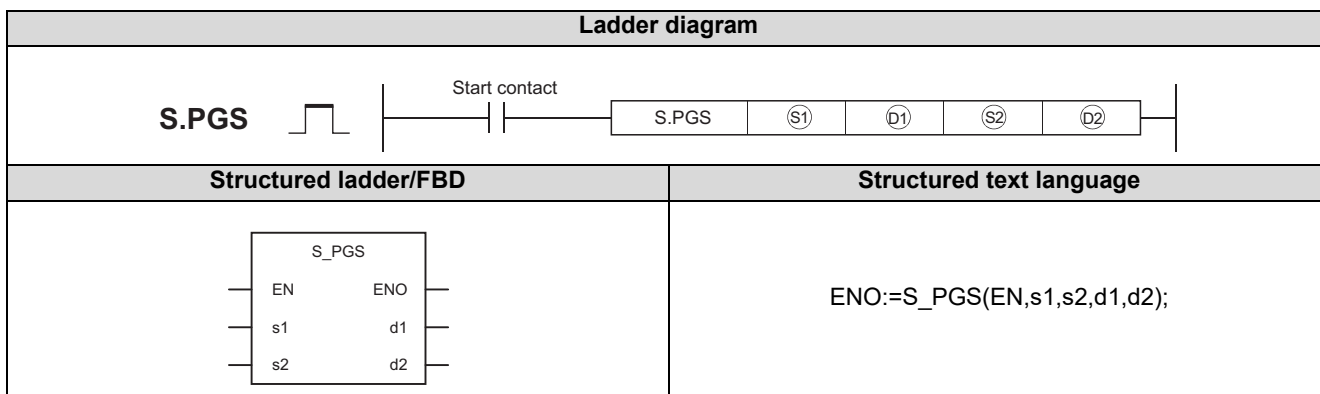 Ladder diagram
Start contact
S.PGS
S.PGS S1 D1 S2 D2
Structured ladder/FBD
Structured text language
S_PGS
EN ENO
s1 d1
s2 d2
ENO:=S_PGS(EN,s1,s2,d1,d2);